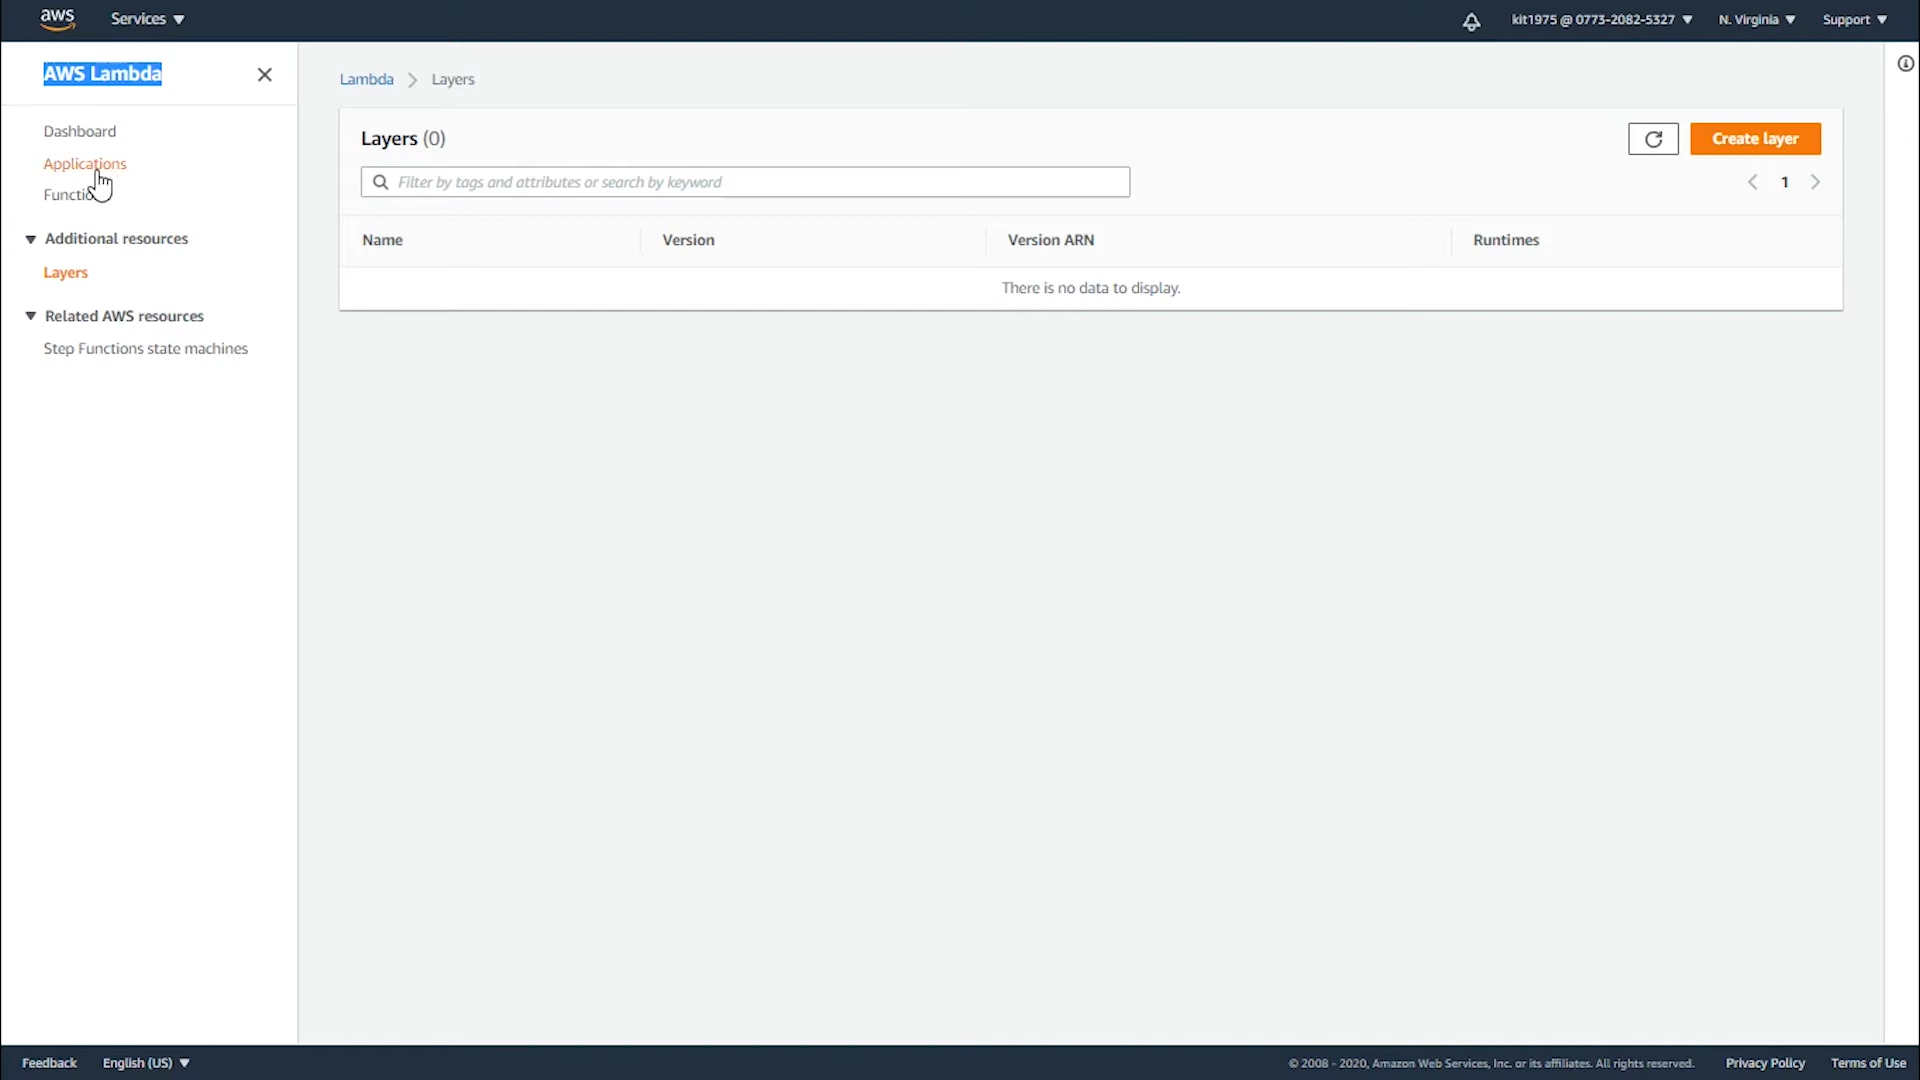 aws Services kit1975 @ 0773-2082-5327 N. Virginia Support
AWS Lambda
Lambda Layers
Dashboard
Applications
Additional resources
Layers
Related AWS resources
Step Functions state machines
Layers (0)
Create layer
Filter by tags and attributes or search by keyword
1
Name Version Version ARN Runtimes
There is no data to display.
Feedback English (US) © 2008 - 2020, Amazon Web Services, Inc. or its affiliates. All rights reserved. Privacy Policy Terms of Use